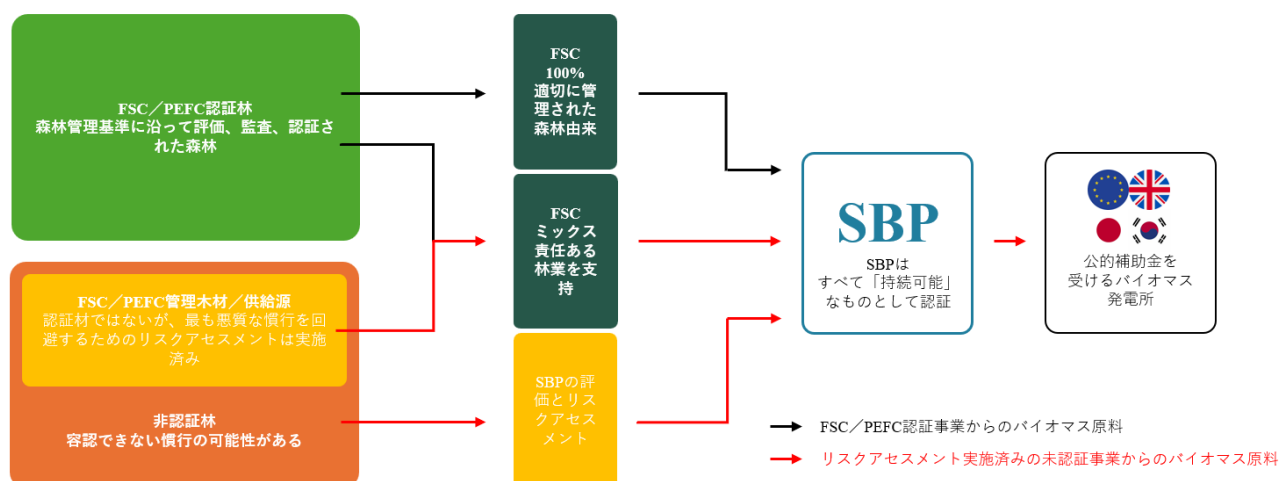 FSC／PEFC認証林
森林管理基準に沿って評価、監査、認証さ
れた森林
FSC／PEFC管理木材／供給源
認証材ではないが、最も悪質な慣行を回
避するためのリスクアセスメントは実施
済み
非認証林
容認できない慣行の可能性がある
FSC
100%
適切に管
理された
森林由来
FSC
ミックス
責任ある
林業を支
持
SBPの評
価とリス
クアセス
メント
SBP
SBPは
すべて「持続可能」
なものとして認証
公的補助金を
受けるバイオマス
発電所
FSC／PEFC認証事業からのバイオマス原料
リスクアセスメント実施済みの未認証事業からのバイオマス原料